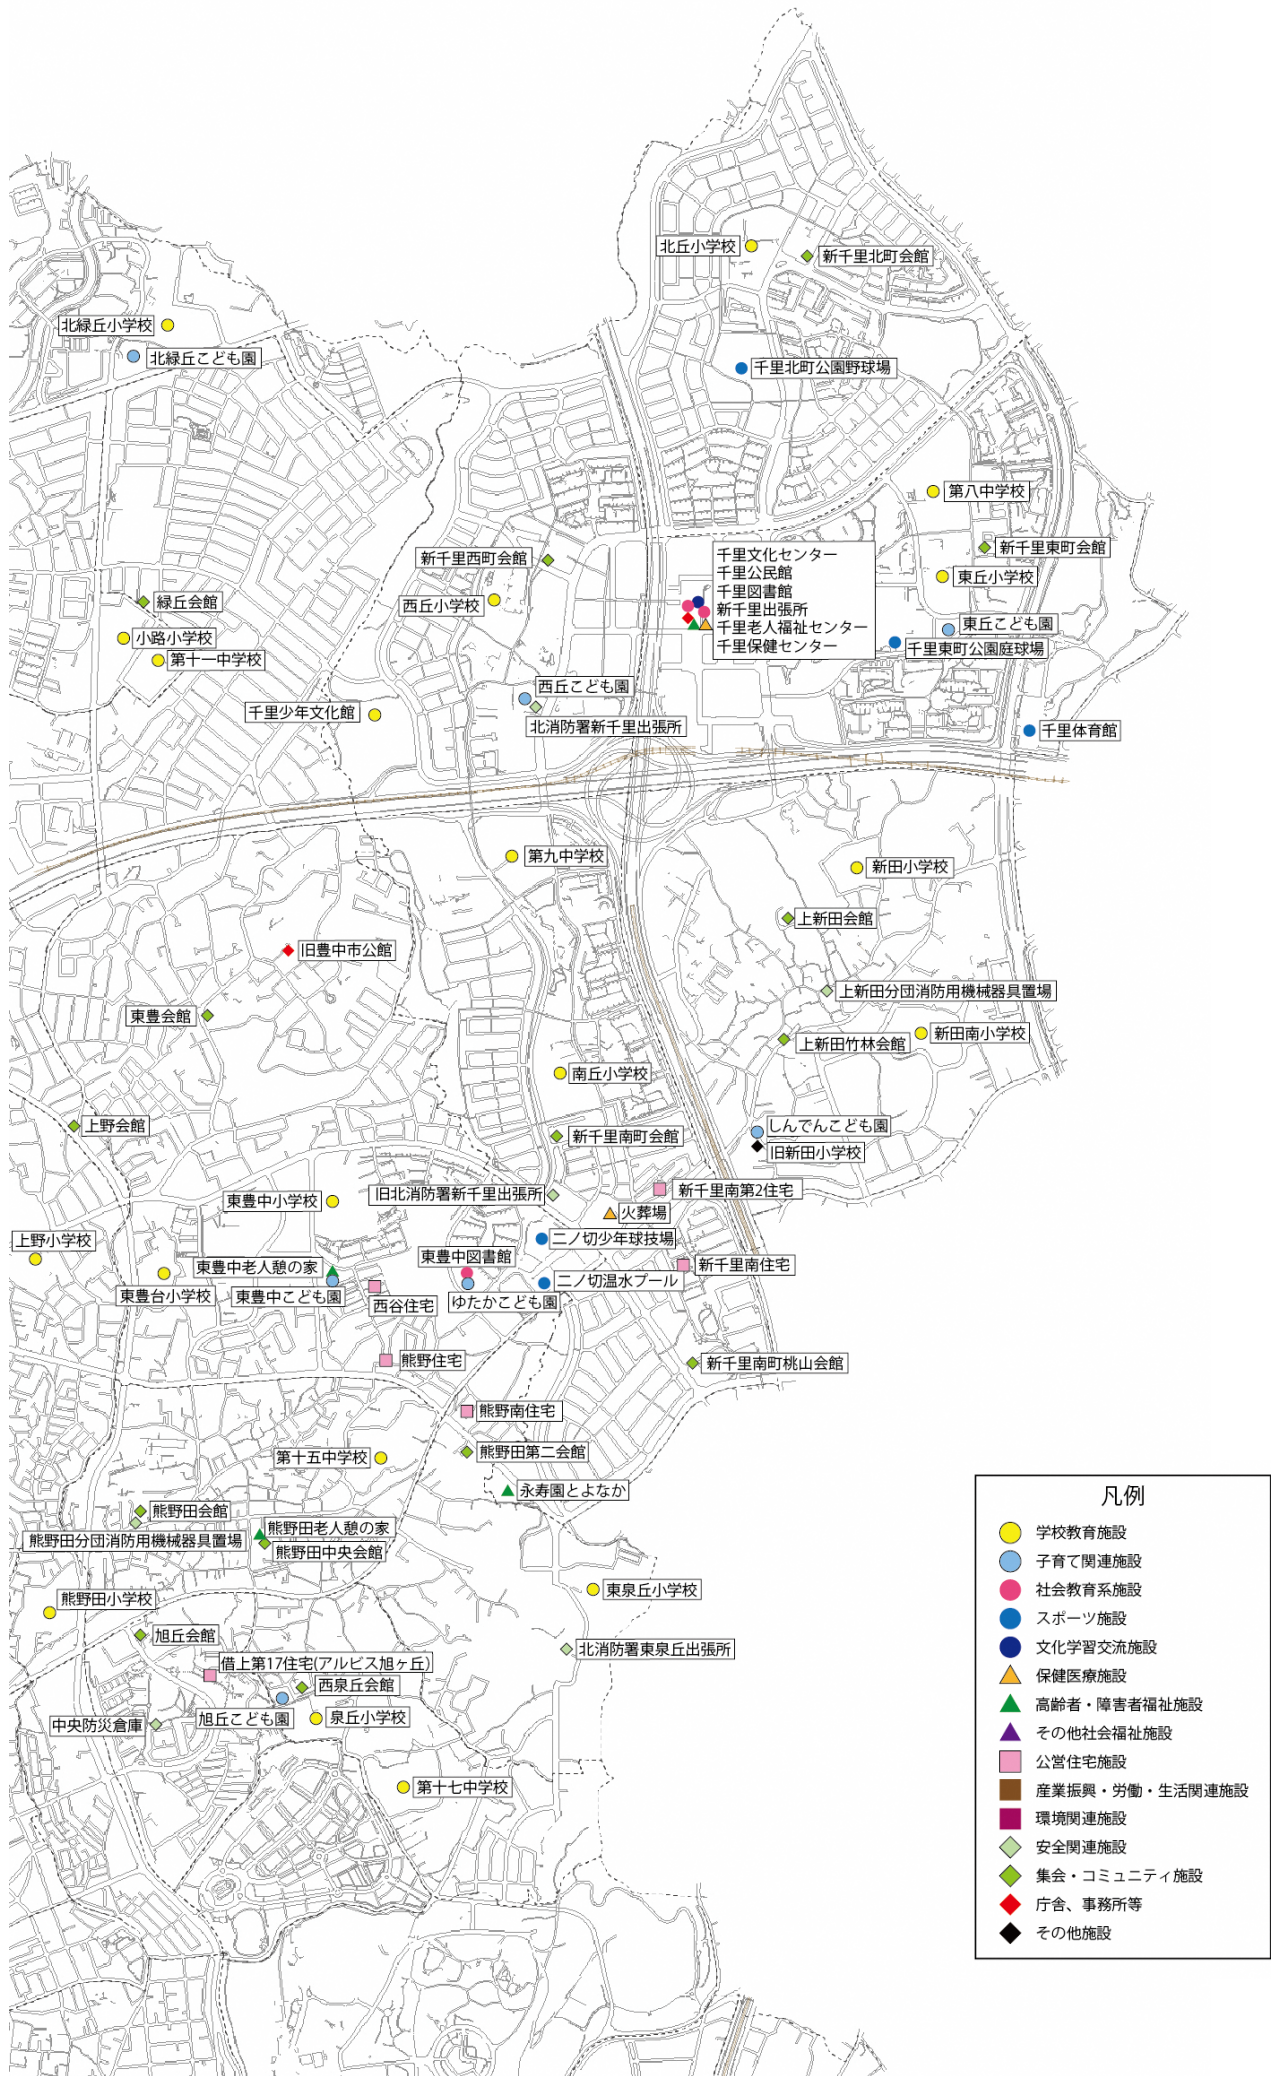 北丘小学校
新千里北町会館
北緑丘小学校
北緑丘こども園
千里北町公園野球場
第八中学校
千里文化センター
千里公民館
千里図書館
新千里出張所
千里老人福祉センター
千里保健センター
新千里東町会館
新千里西町会館
東丘小学校
西丘小学校
緑丘会館
東丘こども園
小路小学校
千里東町公園庭球場
第十一中学校
西丘こども園
千里少年文化館
北消防署新千里出張所
千里体育館
第九中学校
新田小学校
上新田会館
旧豊中市公館
上新田分団消防用機械器具置場
東豊会館
新田南小学校
上新田竹林会館
南丘小学校
上野会館
しんでんこども園
新千里南町会館
旧新田小学校
新千里南第2住宅
旧北消防署新千里出張所
東豊中小学校
火葬場
上野小学校
二ノ切少年球技場
東豊中図書館
新千里南住宅
東豊中老人憩の家
二ノ切温水プール
東豊台小学校
東豊中こども園
西谷住宅
ゆたかこども園
熊野住宅
新千里南町桃山会館
熊野南住宅
熊野田第二会館
第十五中学校
永寿園とよなか
熊野田会館
熊野田老人憩の家
熊野田分団消防用機械器具置場
熊野田中央会館
東泉丘小学校
熊野田小学校
旭丘会館
北消防署東泉丘出張所
借上第17住宅(アルビス旭ヶ丘)
西泉丘会館
旭丘こども園
泉丘小学校
中央防災倉庫
第十七中学校
凡例
学校教育施設
子育て関連施設
社会教育系施設
スポーツ施設
文化学習交流施設
保健医療施設
高齢者・障害者福祉施設
その他社会福祉施設
公営住宅施設
産業振興・労働・生活関連施設
環境関連施設
安全関連施設
集会・コミュニティ施設
庁舎、事務所等
その他施設